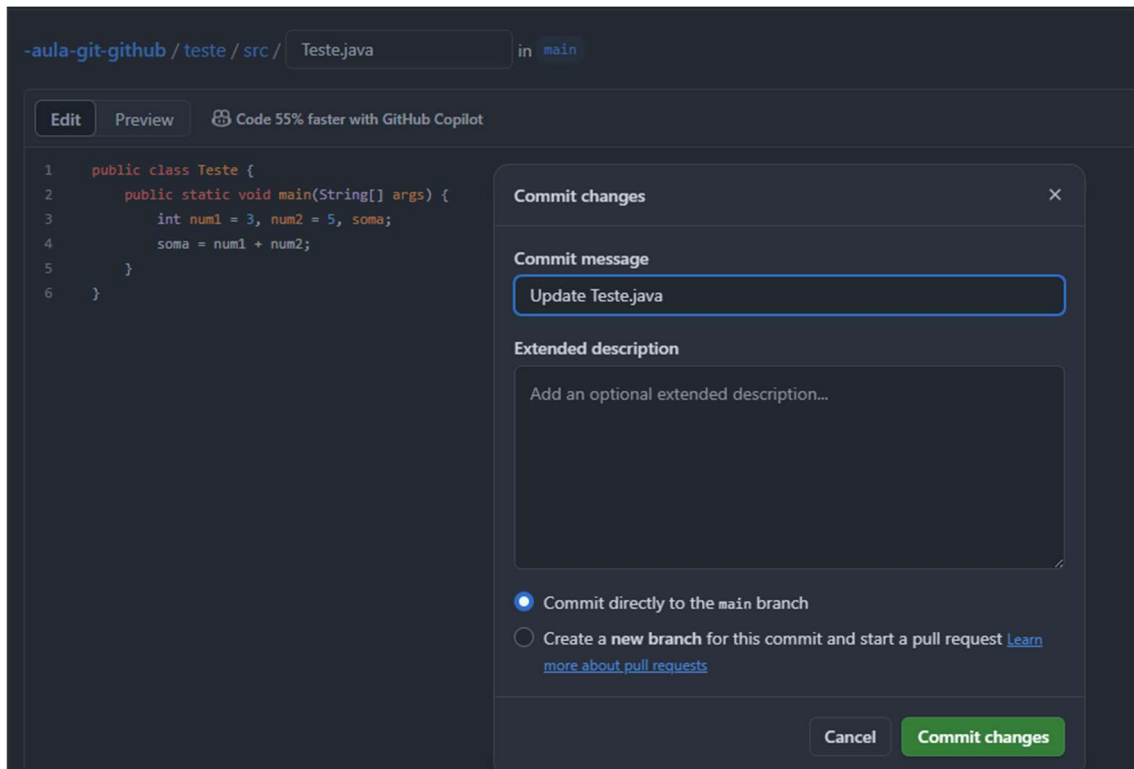 -aula-git-github / teste / src / Teste.java in main
Edit Preview Code 55% faster with GitHub Copilot
1 public class Teste {
2 public static void main(String[] args) {
3 int num1 = 3, num2 = 5, soma;
4 soma = num1 + num2;
5 }
6 }
Commit changes
Commit message
Update Teste.java
Extended description
Add an optional extended description...
Commit directly to the main branch
Create a new branch for this commit and start a pull request Learn
more about pull requests
Cancel Commit changes